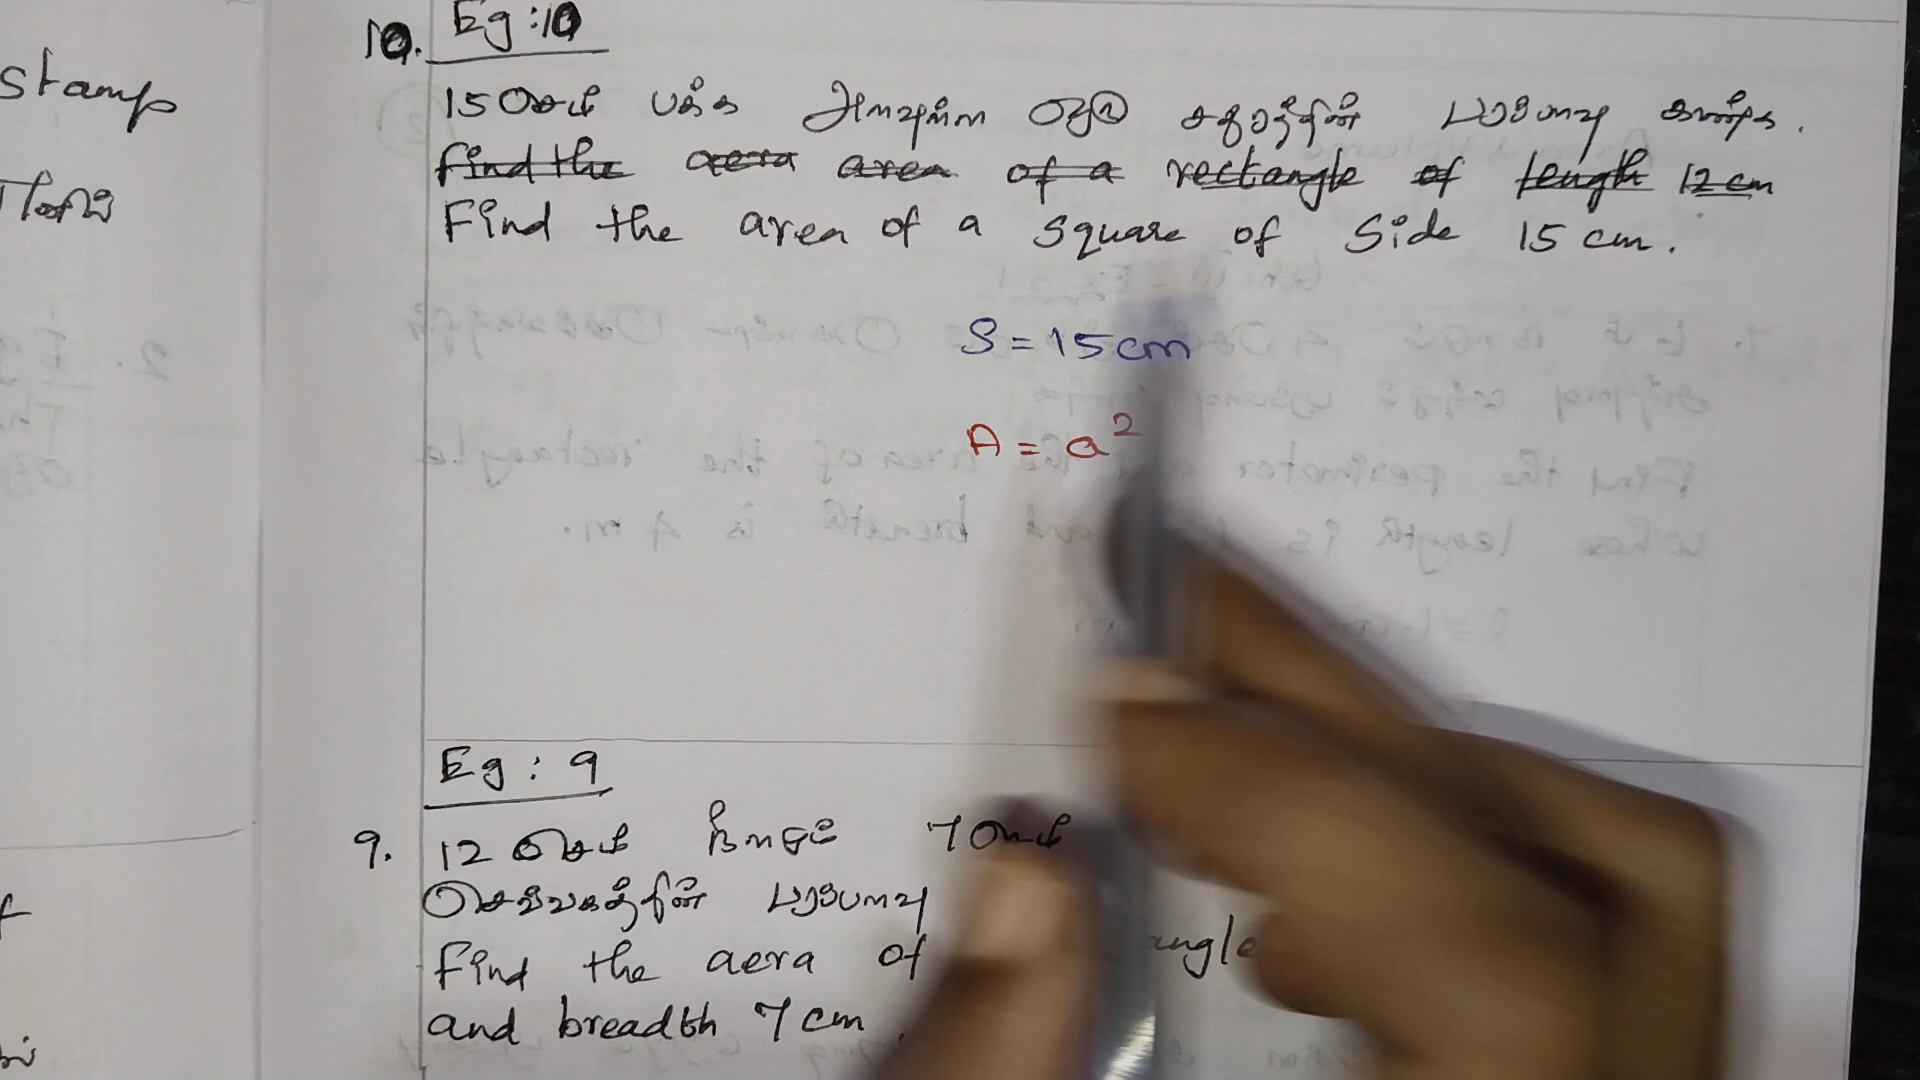 stamp
10. Eg:10
15 செமீ பக்க அளவுள்ள ஒரு சதுரத்தின் பரப்பளவு காண்க.
find the aera area of a rectangle of length 12 cm
Find the area of a square of side 15 cm.
S = 15 cm
A = a²
Eg : 9
9. 12 செமீ நீளமும் 7 செமீ
செவ்வகத்தின் பரப்பளவு
Find the aera of angle
and breadth 7 cm.